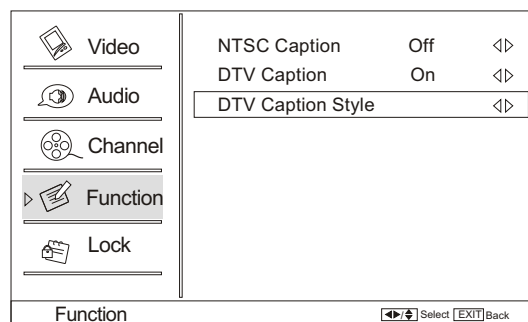 Video
Audio
Channel
Function
Lock
NTSC Caption Off
DTV Caption On
DTV Caption Style
Function
Select EXIT Back